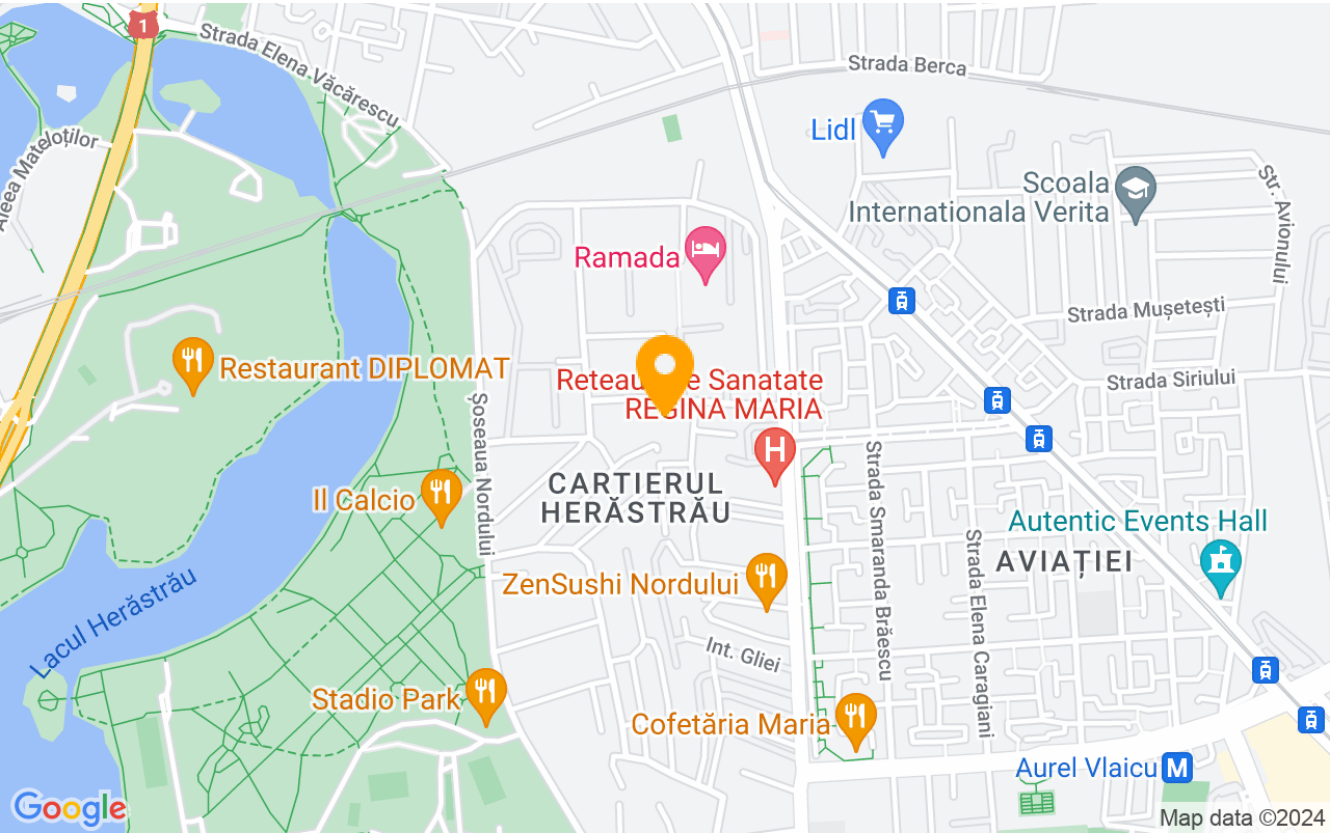 1
Strada Elena Văcărescu
Strada Berca
Lidl
Aleea Mateloților
Scoala
Internationala Verita
Str. Avionului
Ramada
Strada Mușetești
Restaurant DIPLOMAT
Reteaua de Sanatate
REGINA MARIA
Strada Siriului
Șoseaua Nordului
H
Il Calcio
CARTIERUL
HERĂSTRĂU
Strada Smaranda Brăescu
Autentic Events Hall
AVIAȚIEI
Strada Elena Caragiani
ZenSushi Nordului
Lacul Herăstrău
Int. Gliei
Stadio Park
Cofetăria Maria
Aurel Vlaicu M
Google
Map data ©2024